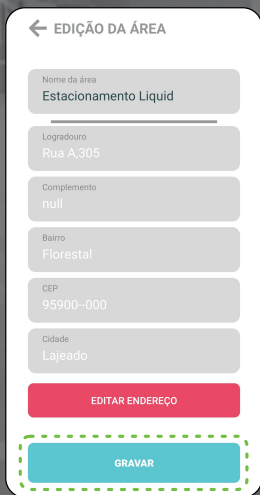 EDIÇÃO DA ÁREA
Nome da área
Estacionamento Liquid
Logradouro
Rua A,305
Complemento
null
Bairro
Florestal
CEP
95900--000
Cidade
Lajeado
EDITAR ENDEREÇO
GRAVAR